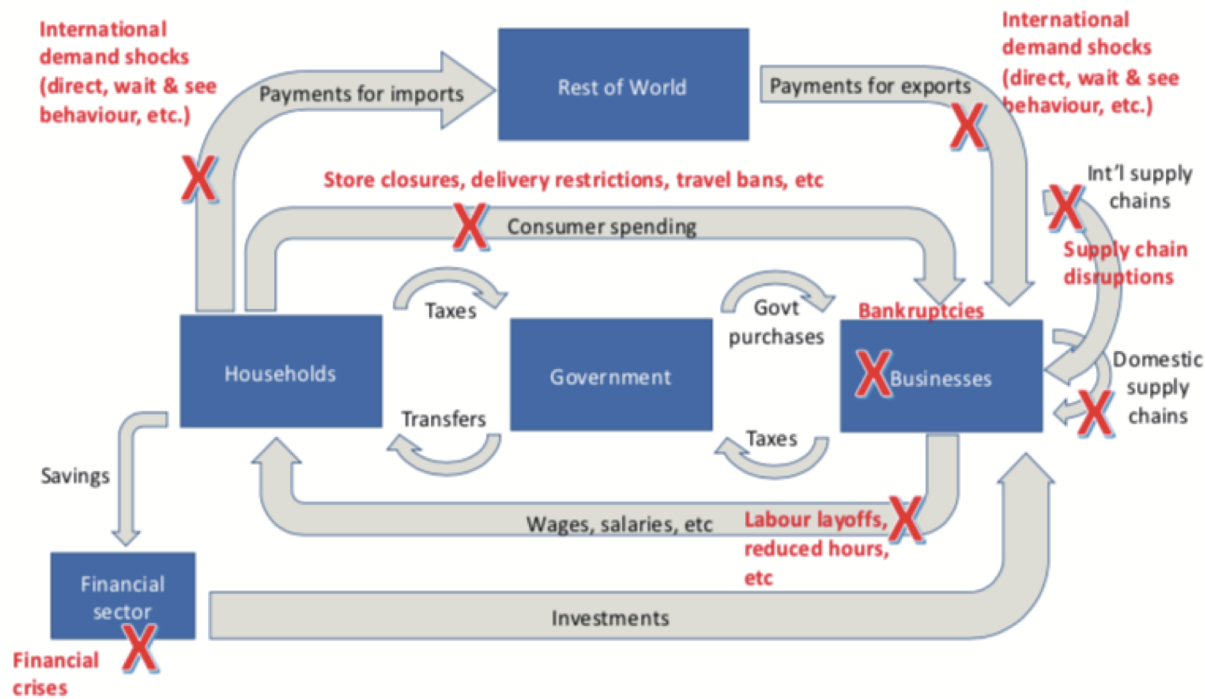 International
demand shocks
(direct, wait & see
behaviour, etc.)
Payments for imports
Rest of World
Payments for exports
International
demand shocks
(direct, wait & see
behaviour, etc.)
Store closures, delivery restrictions, travel bans, etc
Consumer spending
Int'l supply
chains
Supply chain
disruptions
Taxes
Govt
purchases
Bankruptcies
Households
Government
Businesses
Domestic
supply
chains
Transfers
Taxes
Savings
Wages, salaries, etc
Labour layoffs,
reduced hours,
etc
Financial
sector
Investments
Financial
crises